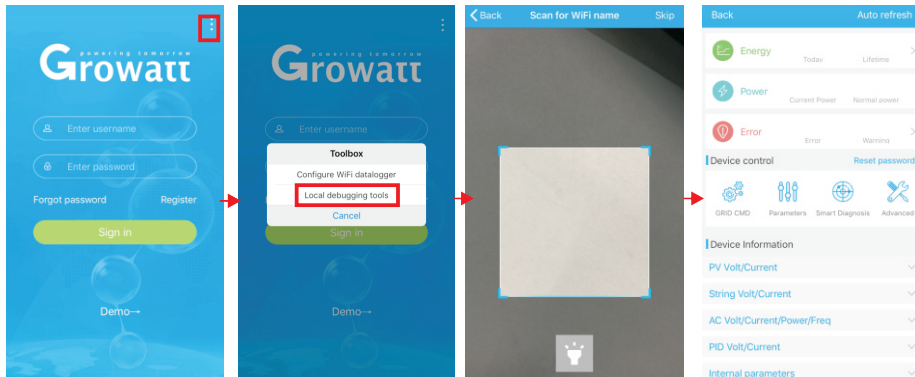 powering tomorrow
Growatt
Enter username
Enter password
Forgot password Register
Sign in
Demo→
powering tomorrow
Growatt
Enter username
Toolbox
Configure WiFi datalogger
Local debugging tools
Cancel
Sign in
Demo→
Back Scan for WiFi name Skip
Back Auto refresh
Energy
Today Lifetime
Power
Current Power Normal power
Error
Error Warning
Device control Reset password
GRID CMD Parameters Smart Diagnosis Advanced
Device Information
PV Volt/Current
String Volt/Current
AC Volt/Current/Power/Freq
PID Volt/Current
Internal parameters